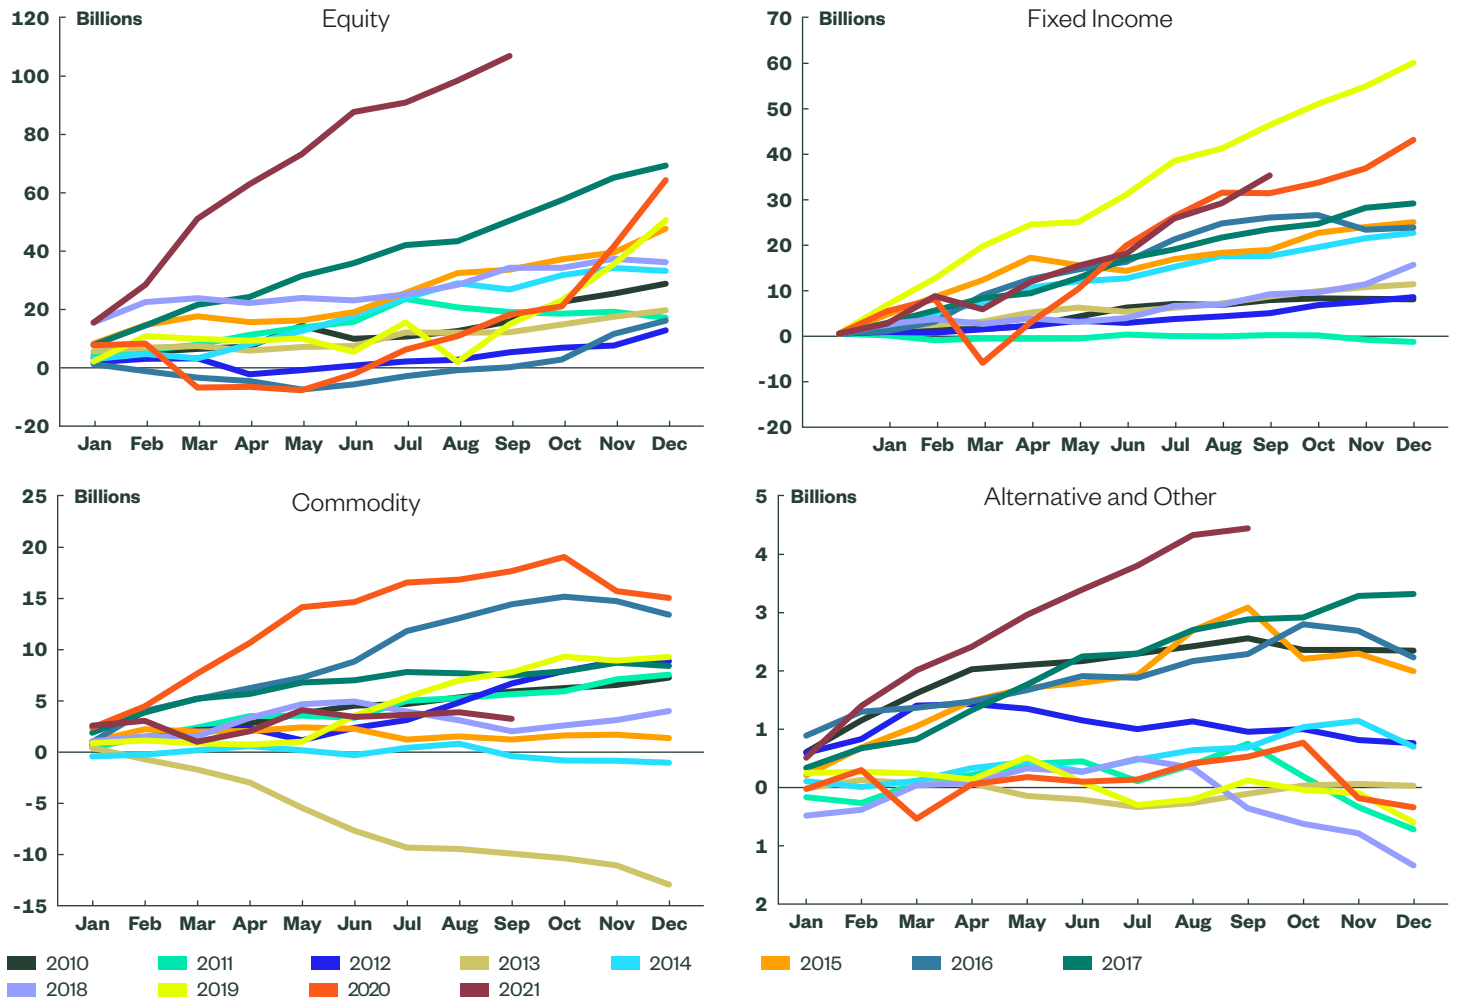 Equity
Billions
120
100
80
60
40
20
0
-20
Jan Feb Mar Apr May Jun Jul Aug Sep Oct Nov Dec
Fixed Income
Billions
70
60
50
40
30
20
10
0
-10
-20
Jan Feb Mar Apr May Jun Jul Aug Sep Oct Nov Dec
Commodity
Billions
25
20
15
10
5
0
-5
-10
-15
Jan Feb Mar Apr May Jun Jul Aug Sep Oct Nov Dec
Alternative and Other
Billions
5
4
3
2
1
0
1
2
Jan Feb Mar Apr May Jun Jul Aug Sep Oct Nov Dec
2010 2011 2012 2013 2014 2015 2016 2017
2018 2019 2020 2021